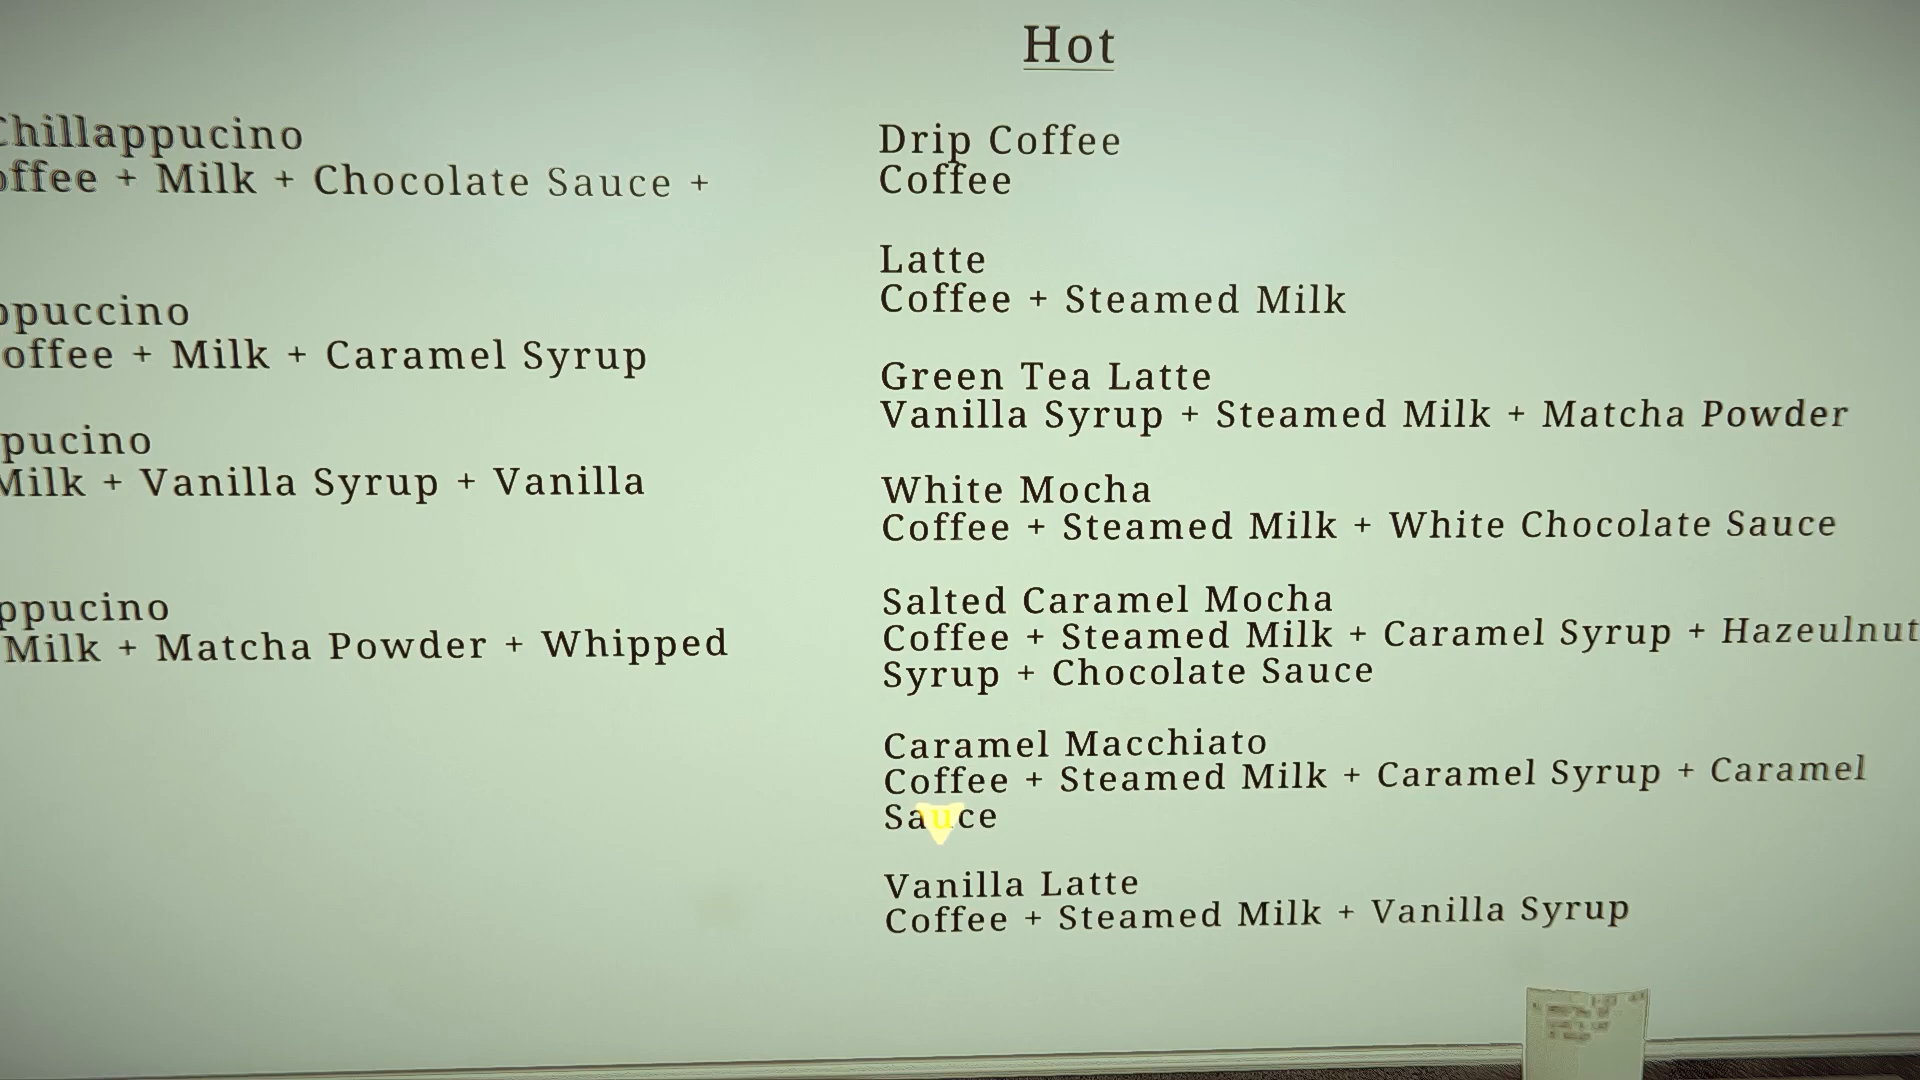 Chillappucino
offee + Milk + Chocolate Sauce +
ppuccino
offee + Milk + Caramel Syrup
pucino
Milk + Vanilla Syrup + Vanilla
ppucino
Milk + Matcha Powder + Whipped
Hot
Drip Coffee
Coffee
Latte
Coffee + Steamed Milk
Green Tea Latte
Vanilla Syrup + Steamed Milk + Matcha Powder
White Mocha
Coffee + Steamed Milk + White Chocolate Sauce
Salted Caramel Mocha
Coffee + Steamed Milk + Caramel Syrup + Hazeulnut
Syrup + Chocolate Sauce
Caramel Macchiato
Coffee + Steamed Milk + Caramel Syrup + Caramel
Sauce
Vanilla Latte
Coffee + Steamed Milk + Vanilla Syrup